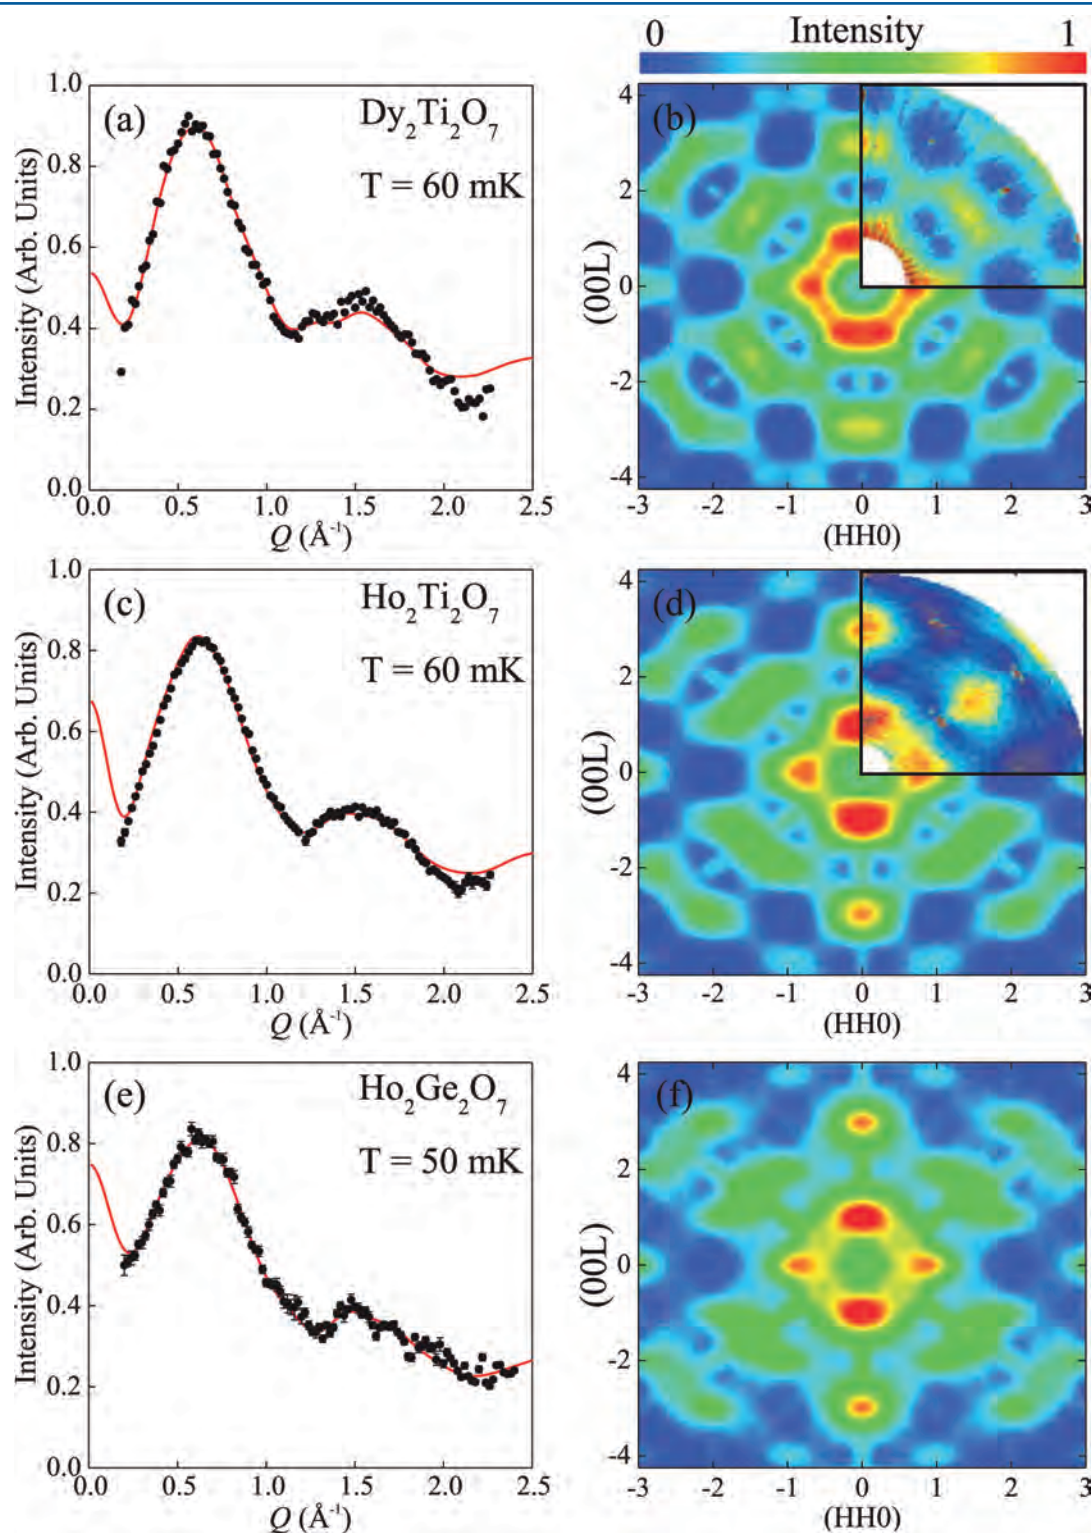 0 Intensity 1
(a) Dy₂Ti₂O₇
T = 60 mK
Intensity (Arb. Units)
1.0
0.8
0.6
0.4
0.2
0.0
0.0 0.5 1.0 1.5 2.0 2.5
Q (Å⁻¹)
(b)
(00L)
4
2
0
-2
-4
-3 -2 -1 0 1 2 3
(HH0)
(c) Ho₂Ti₂O₇
T = 60 mK
Intensity (Arb. Units)
1.0
0.8
0.6
0.4
0.2
0.0
0.0 0.5 1.0 1.5 2.0 2.5
Q (Å⁻¹)
(d)
(00L)
4
2
0
-2
-4
-3 -2 -1 0 1 2 3
(HH0)
(e) Ho₂Ge₂O₇
T = 50 mK
Intensity (Arb. Units)
1.0
0.8
0.6
0.4
0.2
0.0
0.0 0.5 1.0 1.5 2.0 2.5
Q (Å⁻¹)
(f)
(00L)
4
2
0
-2
-4
-3 -2 -1 0 1 2 3
(HH0)